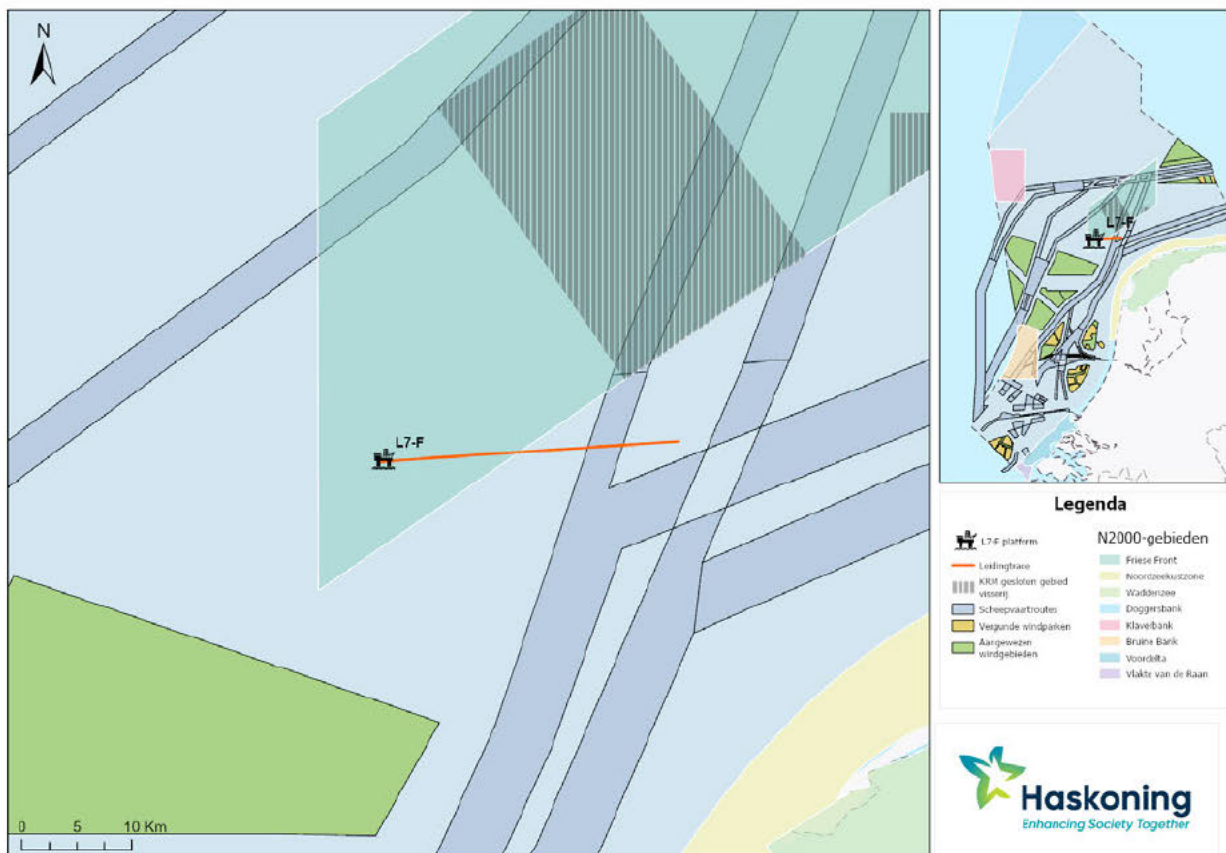 N
L7-F
0 5 10 Km
L7-F
Legenda
L7-F platform
Leidingtracé
KRM gesloten gebied
visserij
Scheepvaartroutes
Vergunde windparken
Aangewezen
windgebieden
N2000-gebieden
Friese Front
Noordzeekustzone
Waddenzee
Doggersbank
Klaverbank
Bruine Bank
Voordelta
Vlakte van de Raan
Haskoning
Enhancing Society Together